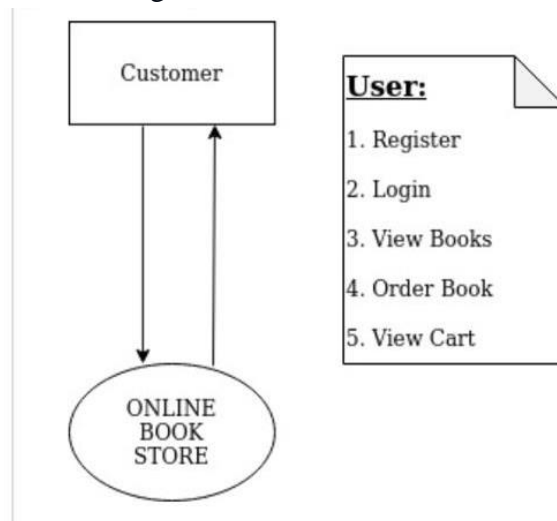 Customer
ONLINE
BOOK
STORE
User:
1. Register
2. Login
3. View Books
4. Order Book
5. View Cart